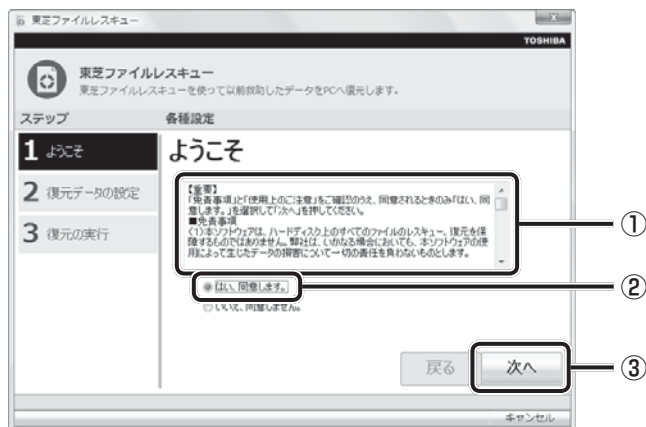 東芝ファイルレスキュー
TOSHIBA
東芝ファイルレスキュー
東芝ファイルレスキューを使って以前救助したデータをPCへ復元します。
ステップ
各種設定
1 ようこそ
2 復元データの設定
3 復元の実行
ようこそ
【重要】
「免責事項」と「使用上のご注意」をご確認のうえ、同意されるときのみ「はい、同
意します。」を選択して「次へ」を押してください。
■免責事項
(1)本ソフトウェアは、ハードディスク上のすべてのファイルのレスキュー、復元を保
障するものではありません。弊社は、いかなる場合においても、本ソフトウェアの使
用によって生じたデータの損害について一切の責任を負わないものとします。
はい、同意します。
いいえ、同意しません。
戻る
次へ
キャンセル
①
②
③